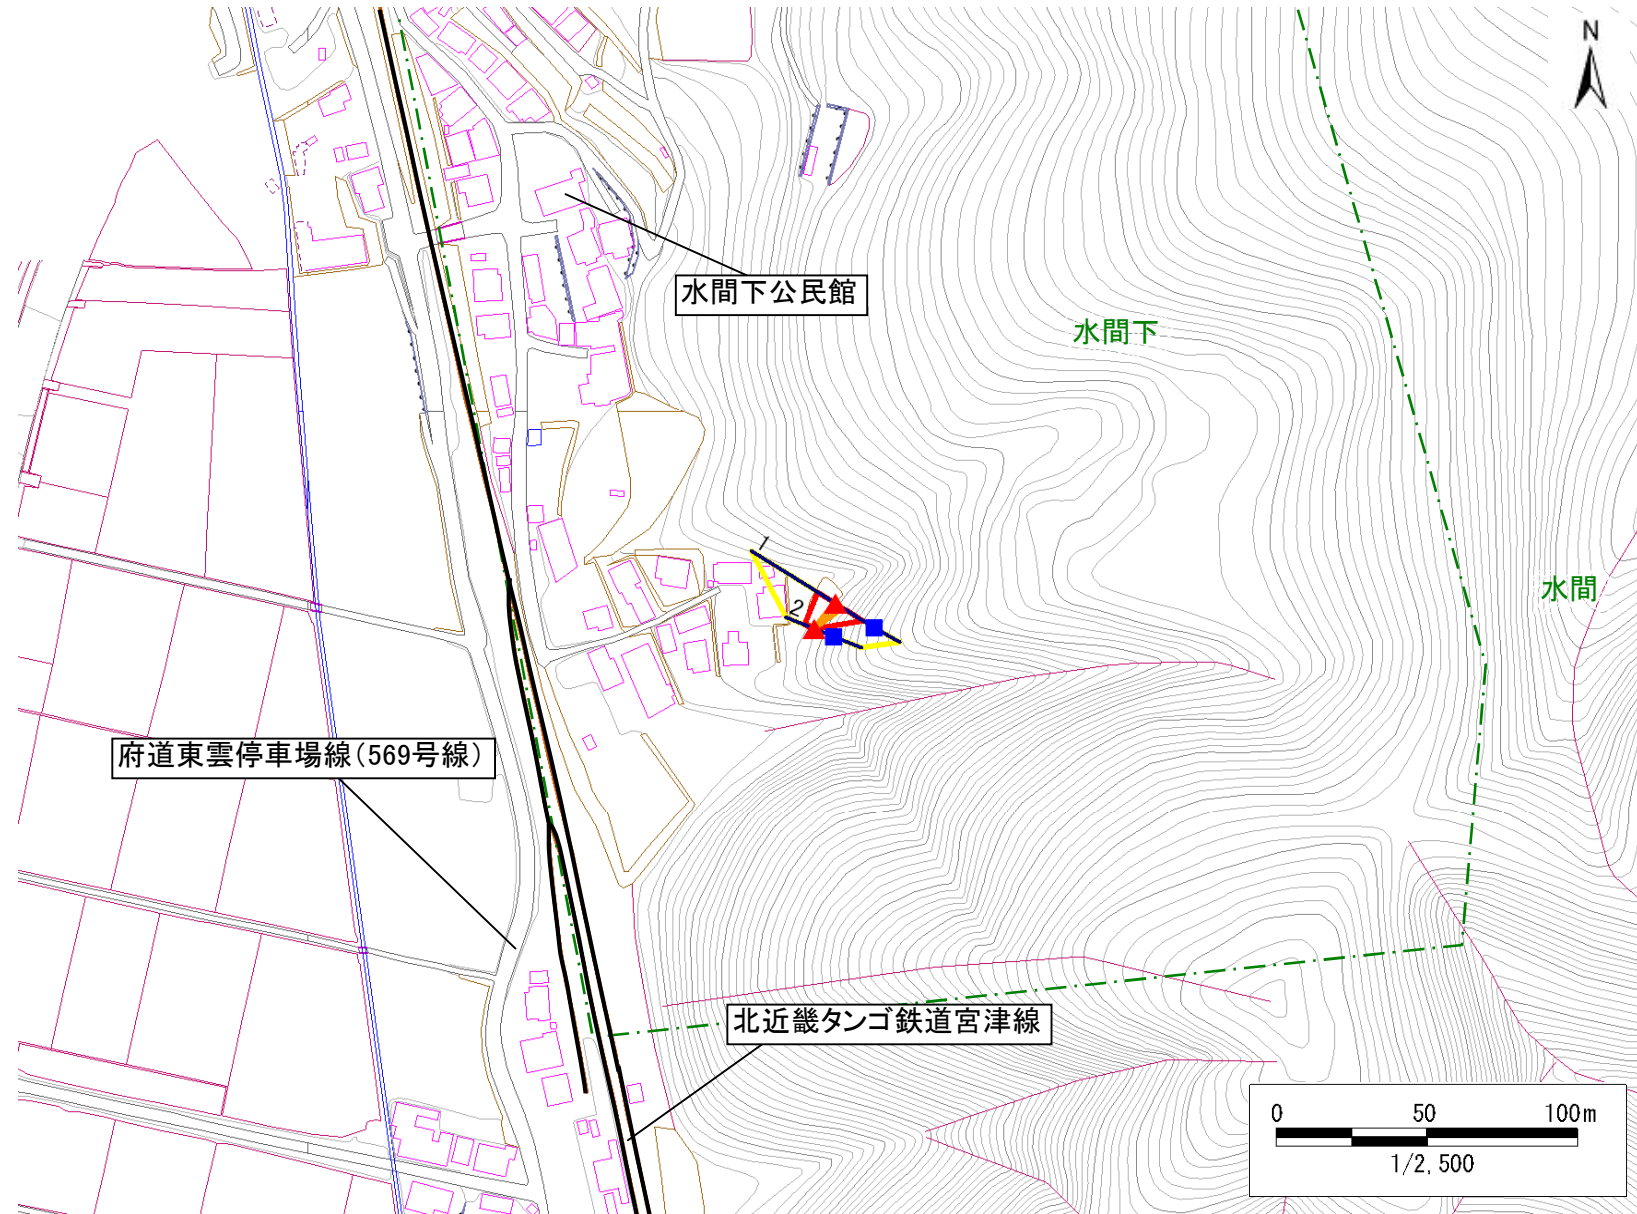 N
水間下公民館
水間下
1
水間
2
府道東雲停車場線(569号線)
北近畿タンゴ鉄道宮津線
0 50 100m
1/2,500